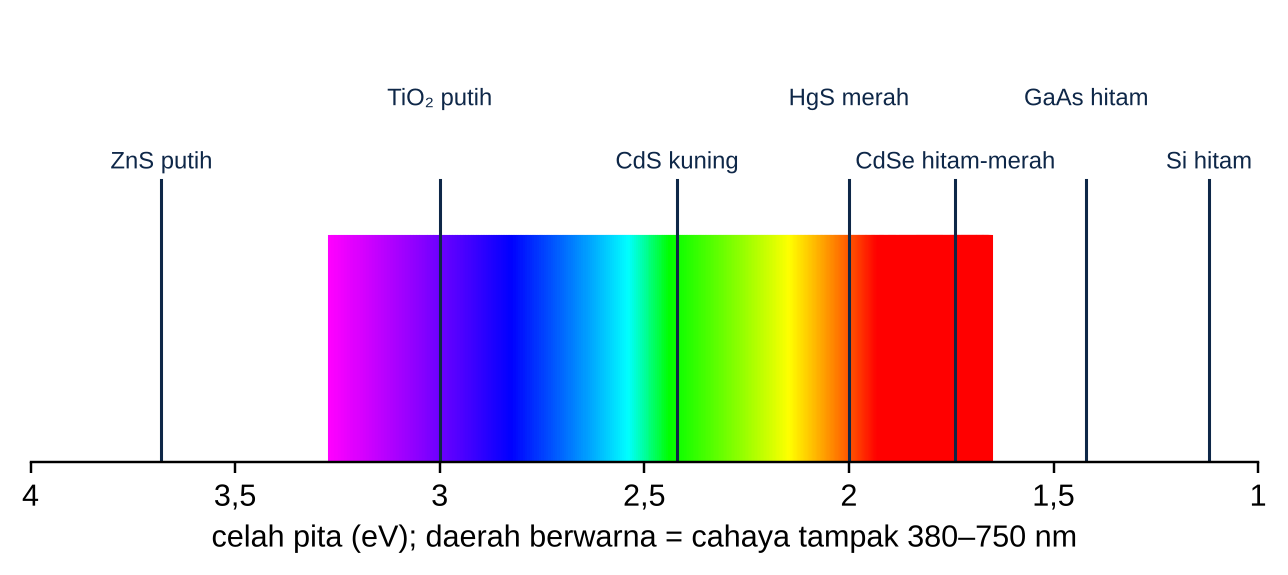 TiO₂ putih
HgS merah
GaAs hitam
ZnS putih
CdS kuning
CdSe hitam-merah
Si hitam
4
3,5
3
2,5
2
1,5
1
celah pita (eV); daerah berwarna = cahaya tampak 380–750 nm